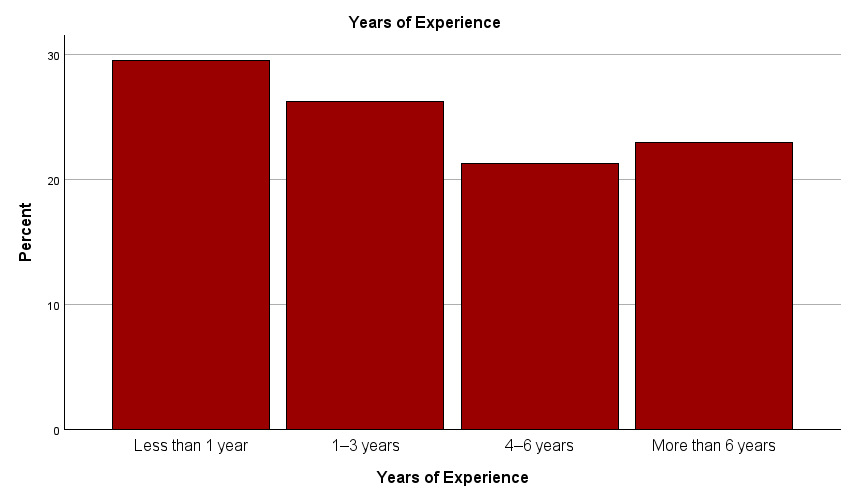 Years of Experience
30
20
10
0
Percent
Less than 1 year
1–3 years
4–6 years
More than 6 years
Years of Experience